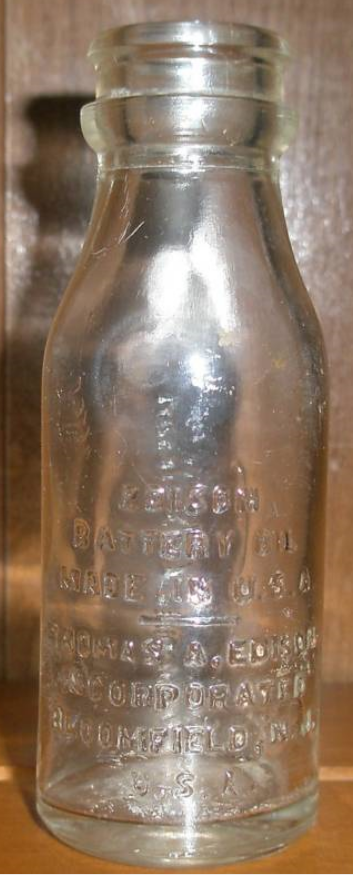 EDISON
BATTERY OIL
MADE IN U.S.A
THOMAS A. EDISON
INCORPORATED
BLOOMFIELD, N.J.
U.S.A.